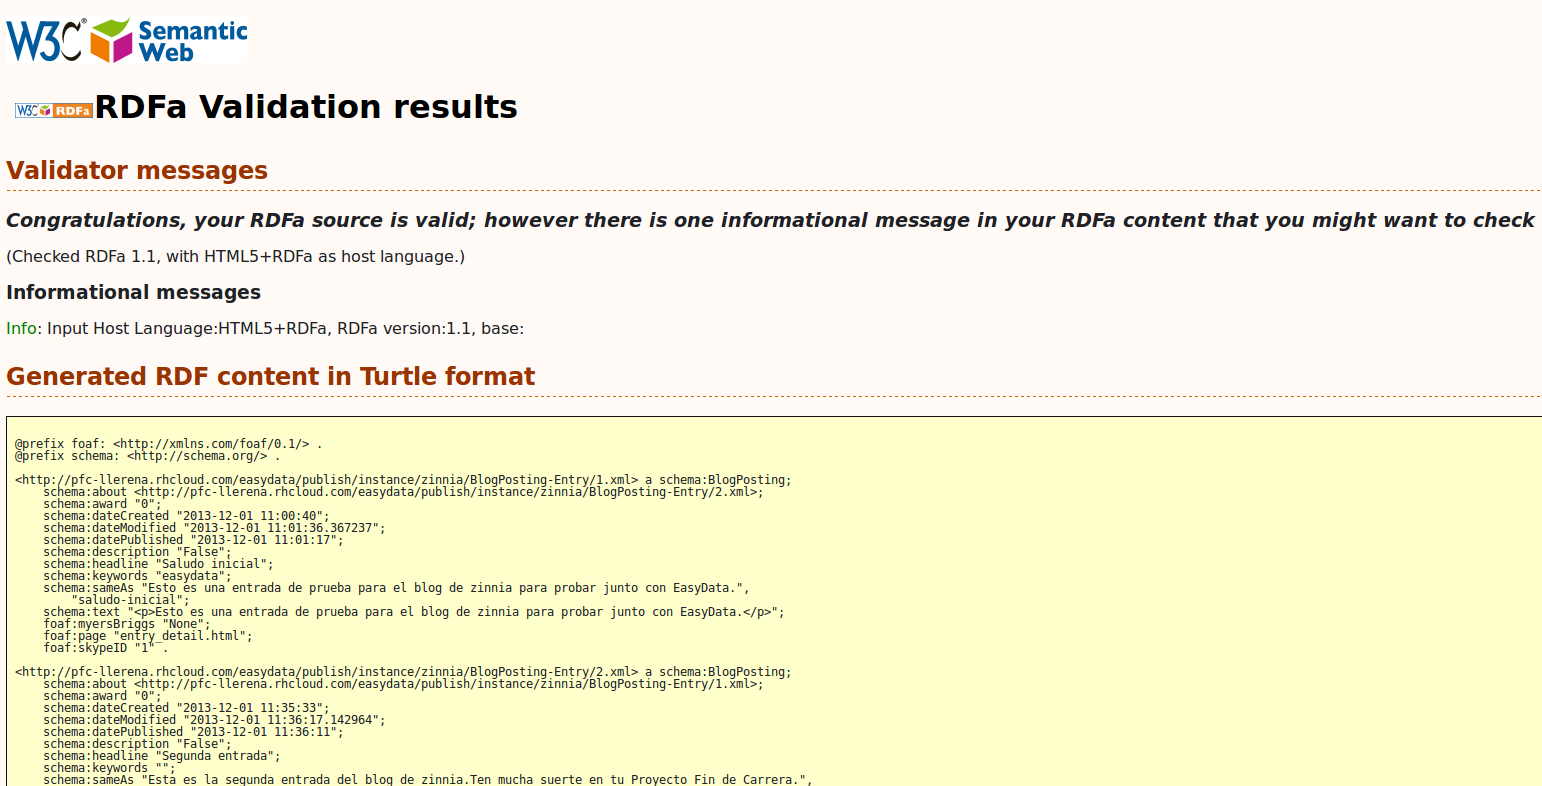 W3C® Semantic Web
W3C RDFa RDFa Validation results
Validator messages
Congratulations, your RDFa source is valid; however there is one informational message in your RDFa content that you might want to check
(Checked RDFa 1.1, with HTML5+RDFa as host language.)
Informational messages
Info: Input Host Language:HTML5+RDFa, RDFa version:1.1, base:
Generated RDF content in Turtle format
@prefix foaf: <http://xmlns.com/foaf/0.1/> .
@prefix schema: <http://schema.org/> .
<http://pfc-llerena.rhcloud.com/easydata/publish/instance/zinnia/BlogPosting-Entry/1.xml> a schema:BlogPosting;
schema:about <http://pfc-llerena.rhcloud.com/easydata/publish/instance/zinnia/BlogPosting-Entry/2.xml>;
schema:award "0";
schema:dateCreated "2013-12-01 11:00:40";
schema:dateModified "2013-12-01 11:01:36.367237";
schema:datePublished "2013-12-01 11:01:17";
schema:description "False";
schema:headline "Saludo inicial";
schema:keywords "easydata";
schema:sameAs "Esto es una entrada de prueba para el blog de zinnia para probar junto con EasyData.",
"saludo-inicial";
schema:text "<p>Esto es una entrada de prueba para el blog de zinnia para probar junto con EasyData.</p>";
foaf:myersBriggs "None";
foaf:page "entry_detail.html";
foaf:skypeID "1" .
<http://pfc-llerena.rhcloud.com/easydata/publish/instance/zinnia/BlogPosting-Entry/2.xml> a schema:BlogPosting;
schema:about <http://pfc-llerena.rhcloud.com/easydata/publish/instance/zinnia/BlogPosting-Entry/1.xml>;
schema:award "0";
schema:dateCreated "2013-12-01 11:35:33";
schema:dateModified "2013-12-01 11:36:17.142964";
schema:datePublished "2013-12-01 11:36:11";
schema:description "False";
schema:headline "Segunda entrada";
schema:keywords "";
schema:sameAs "Esta es la segunda entrada del blog de zinnia.Ten mucha suerte en tu Proyecto Fin de Carrera.",